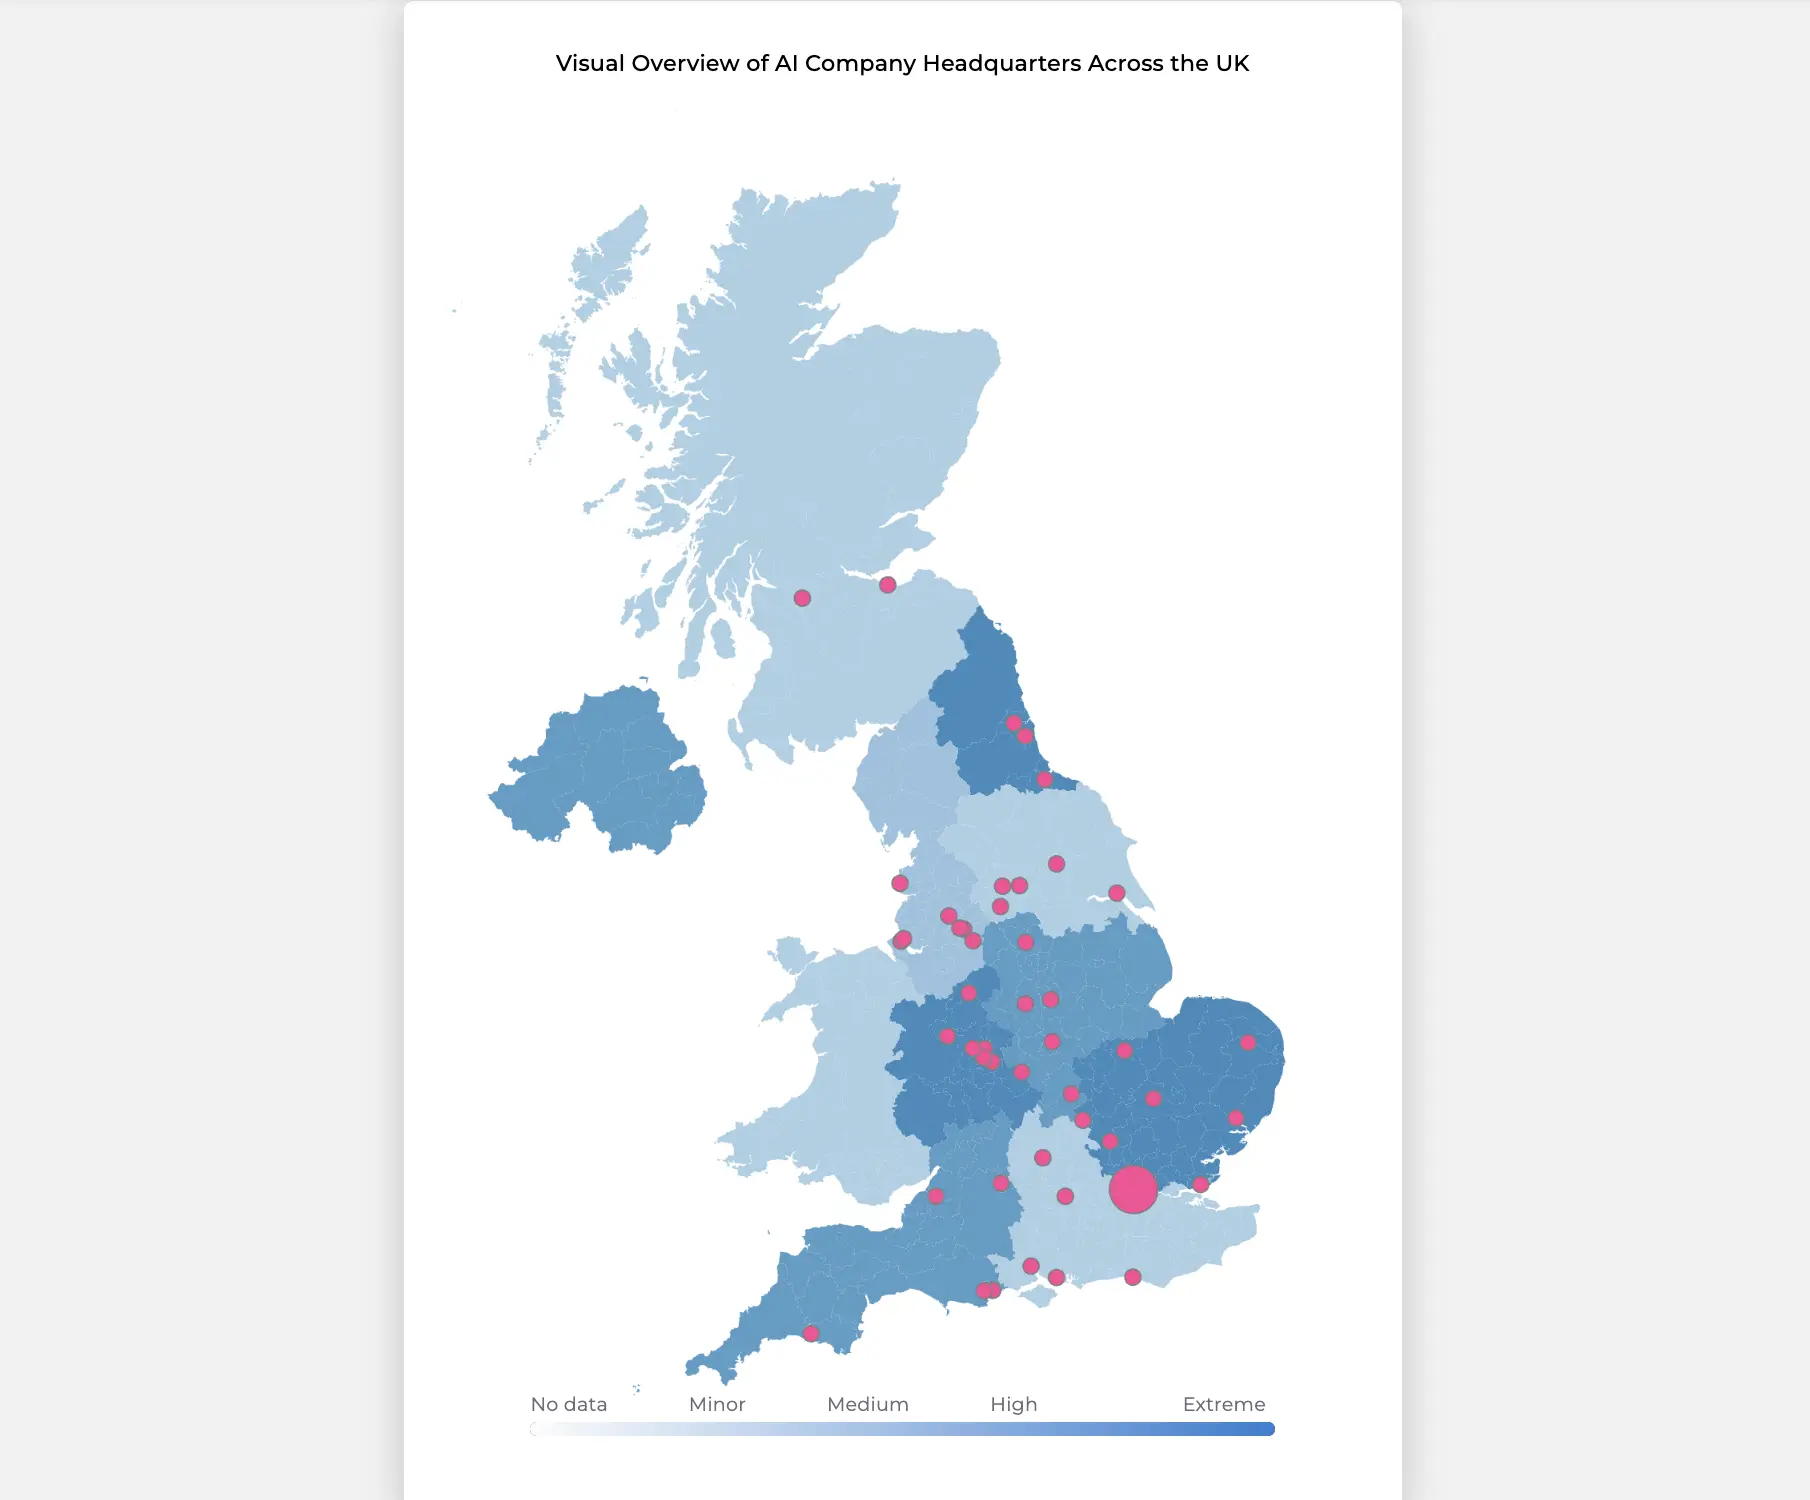 Visual Overview of AI Company Headquarters Across the UK
No data Minor Medium High Extreme